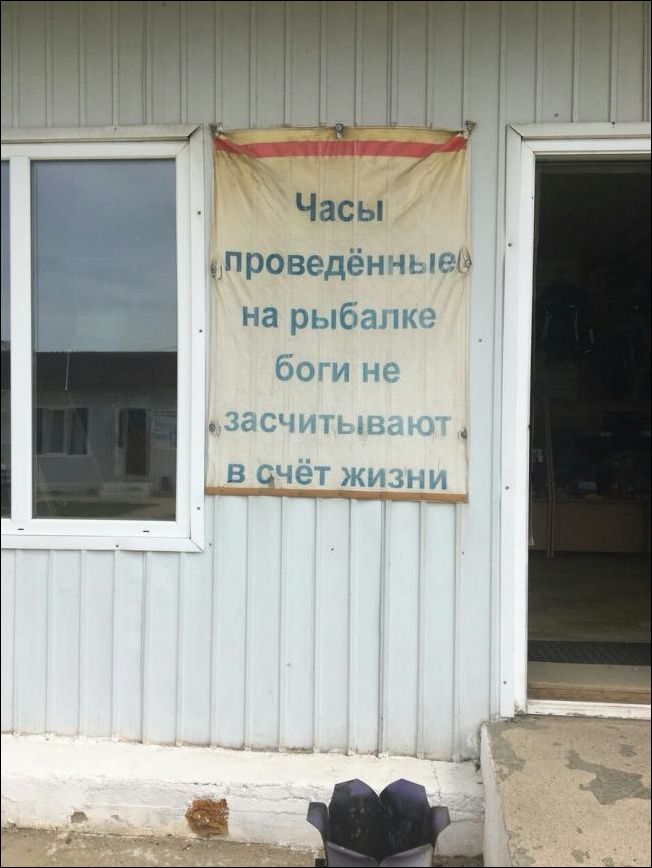 Часы
проведённые
на рыбалке
боги не
засчитывают
в счёт жизни